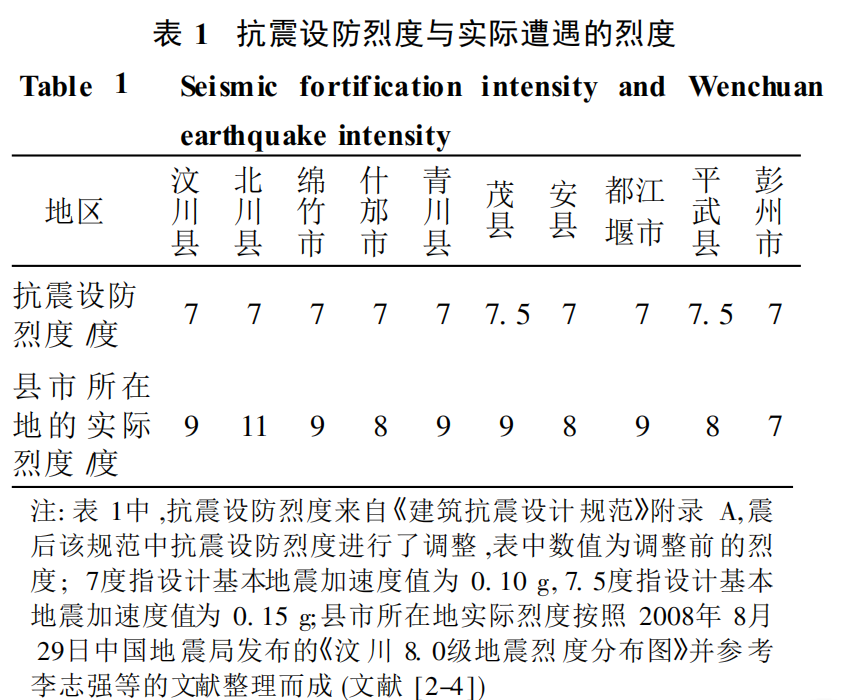 表 1 抗震设防烈度与实际遭遇的烈度
Table 1 Seismic fortification intensity and Wenchuan
earthquake intensity
地区 汶川县 北川县 绵竹市 什邡市 青川县 茂县 安县 都江堰市 平武县 彭州市
抗震设防烈度 /度 7 7 7 7 7 7. 5 7 7 7. 5 7
县市所在地的实际烈度 /度 9 11 9 8 9 9 8 9 8 7
注: 表 1中 ,抗震设防烈度来自《建筑抗震设计规范》附录 A,震
后该规范中抗震设防烈度进行了调整 ,表中数值为调整前的烈
度；7度指设计基本地震加速度值为 0. 10 g, 7. 5度指设计基本
地震加速度值为 0. 15 g;县市所在地实际烈度按照 2008年 8月
29日中国地震局发布的《汶川 8. 0级地震烈度分布图》并参考
李志强等的文献整理而成 (文献 [2-4])